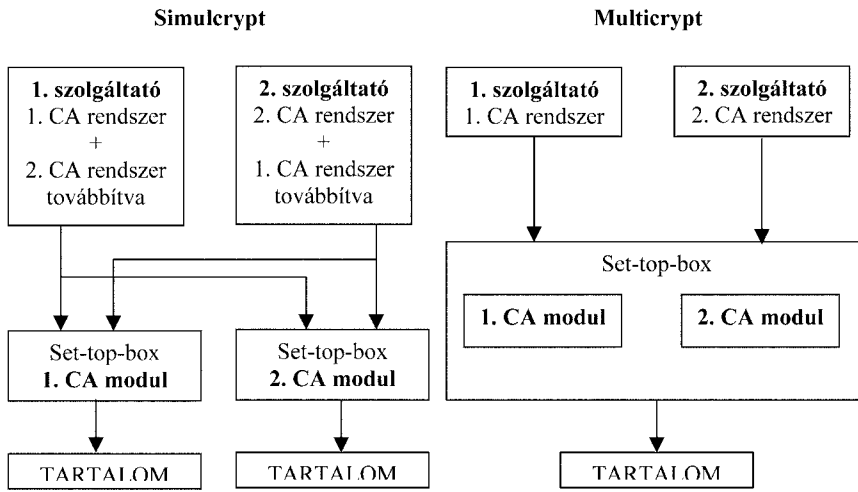 Simulcrypt
1. szolgáltató
1. CA rendszer
+
2. CA rendszer
továbbítva
2. szolgáltató
2. CA rendszer
+
1. CA rendszer
továbbítva
Set-top-box
1. CA modul
Set-top-box
2. CA modul
TARTALOM
TARTALOM
Multicrypt
1. szolgáltató
1. CA rendszer
2. szolgáltató
2. CA rendszer
Set-top-box
1. CA modul
2. CA modul
TARTALOM